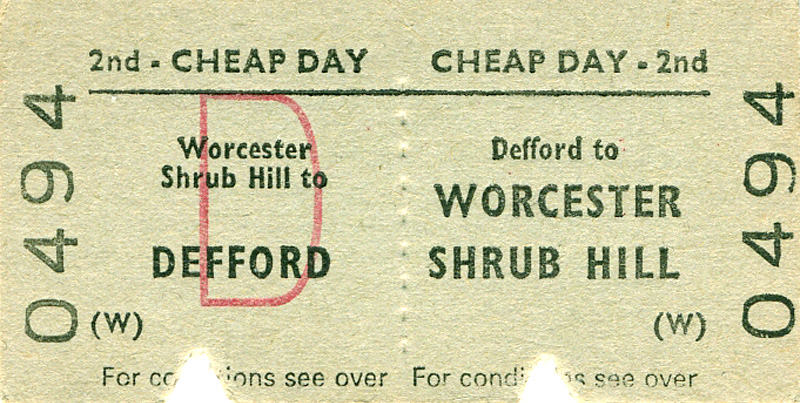 2nd - CHEAP DAY
CHEAP DAY - 2nd
0494
Worcester
Shrub Hill to
D
DEFFORD
(W)
For co ions see over
Defford to
WORCESTER
SHRUB HILL
(W)
For condi s see over
0494